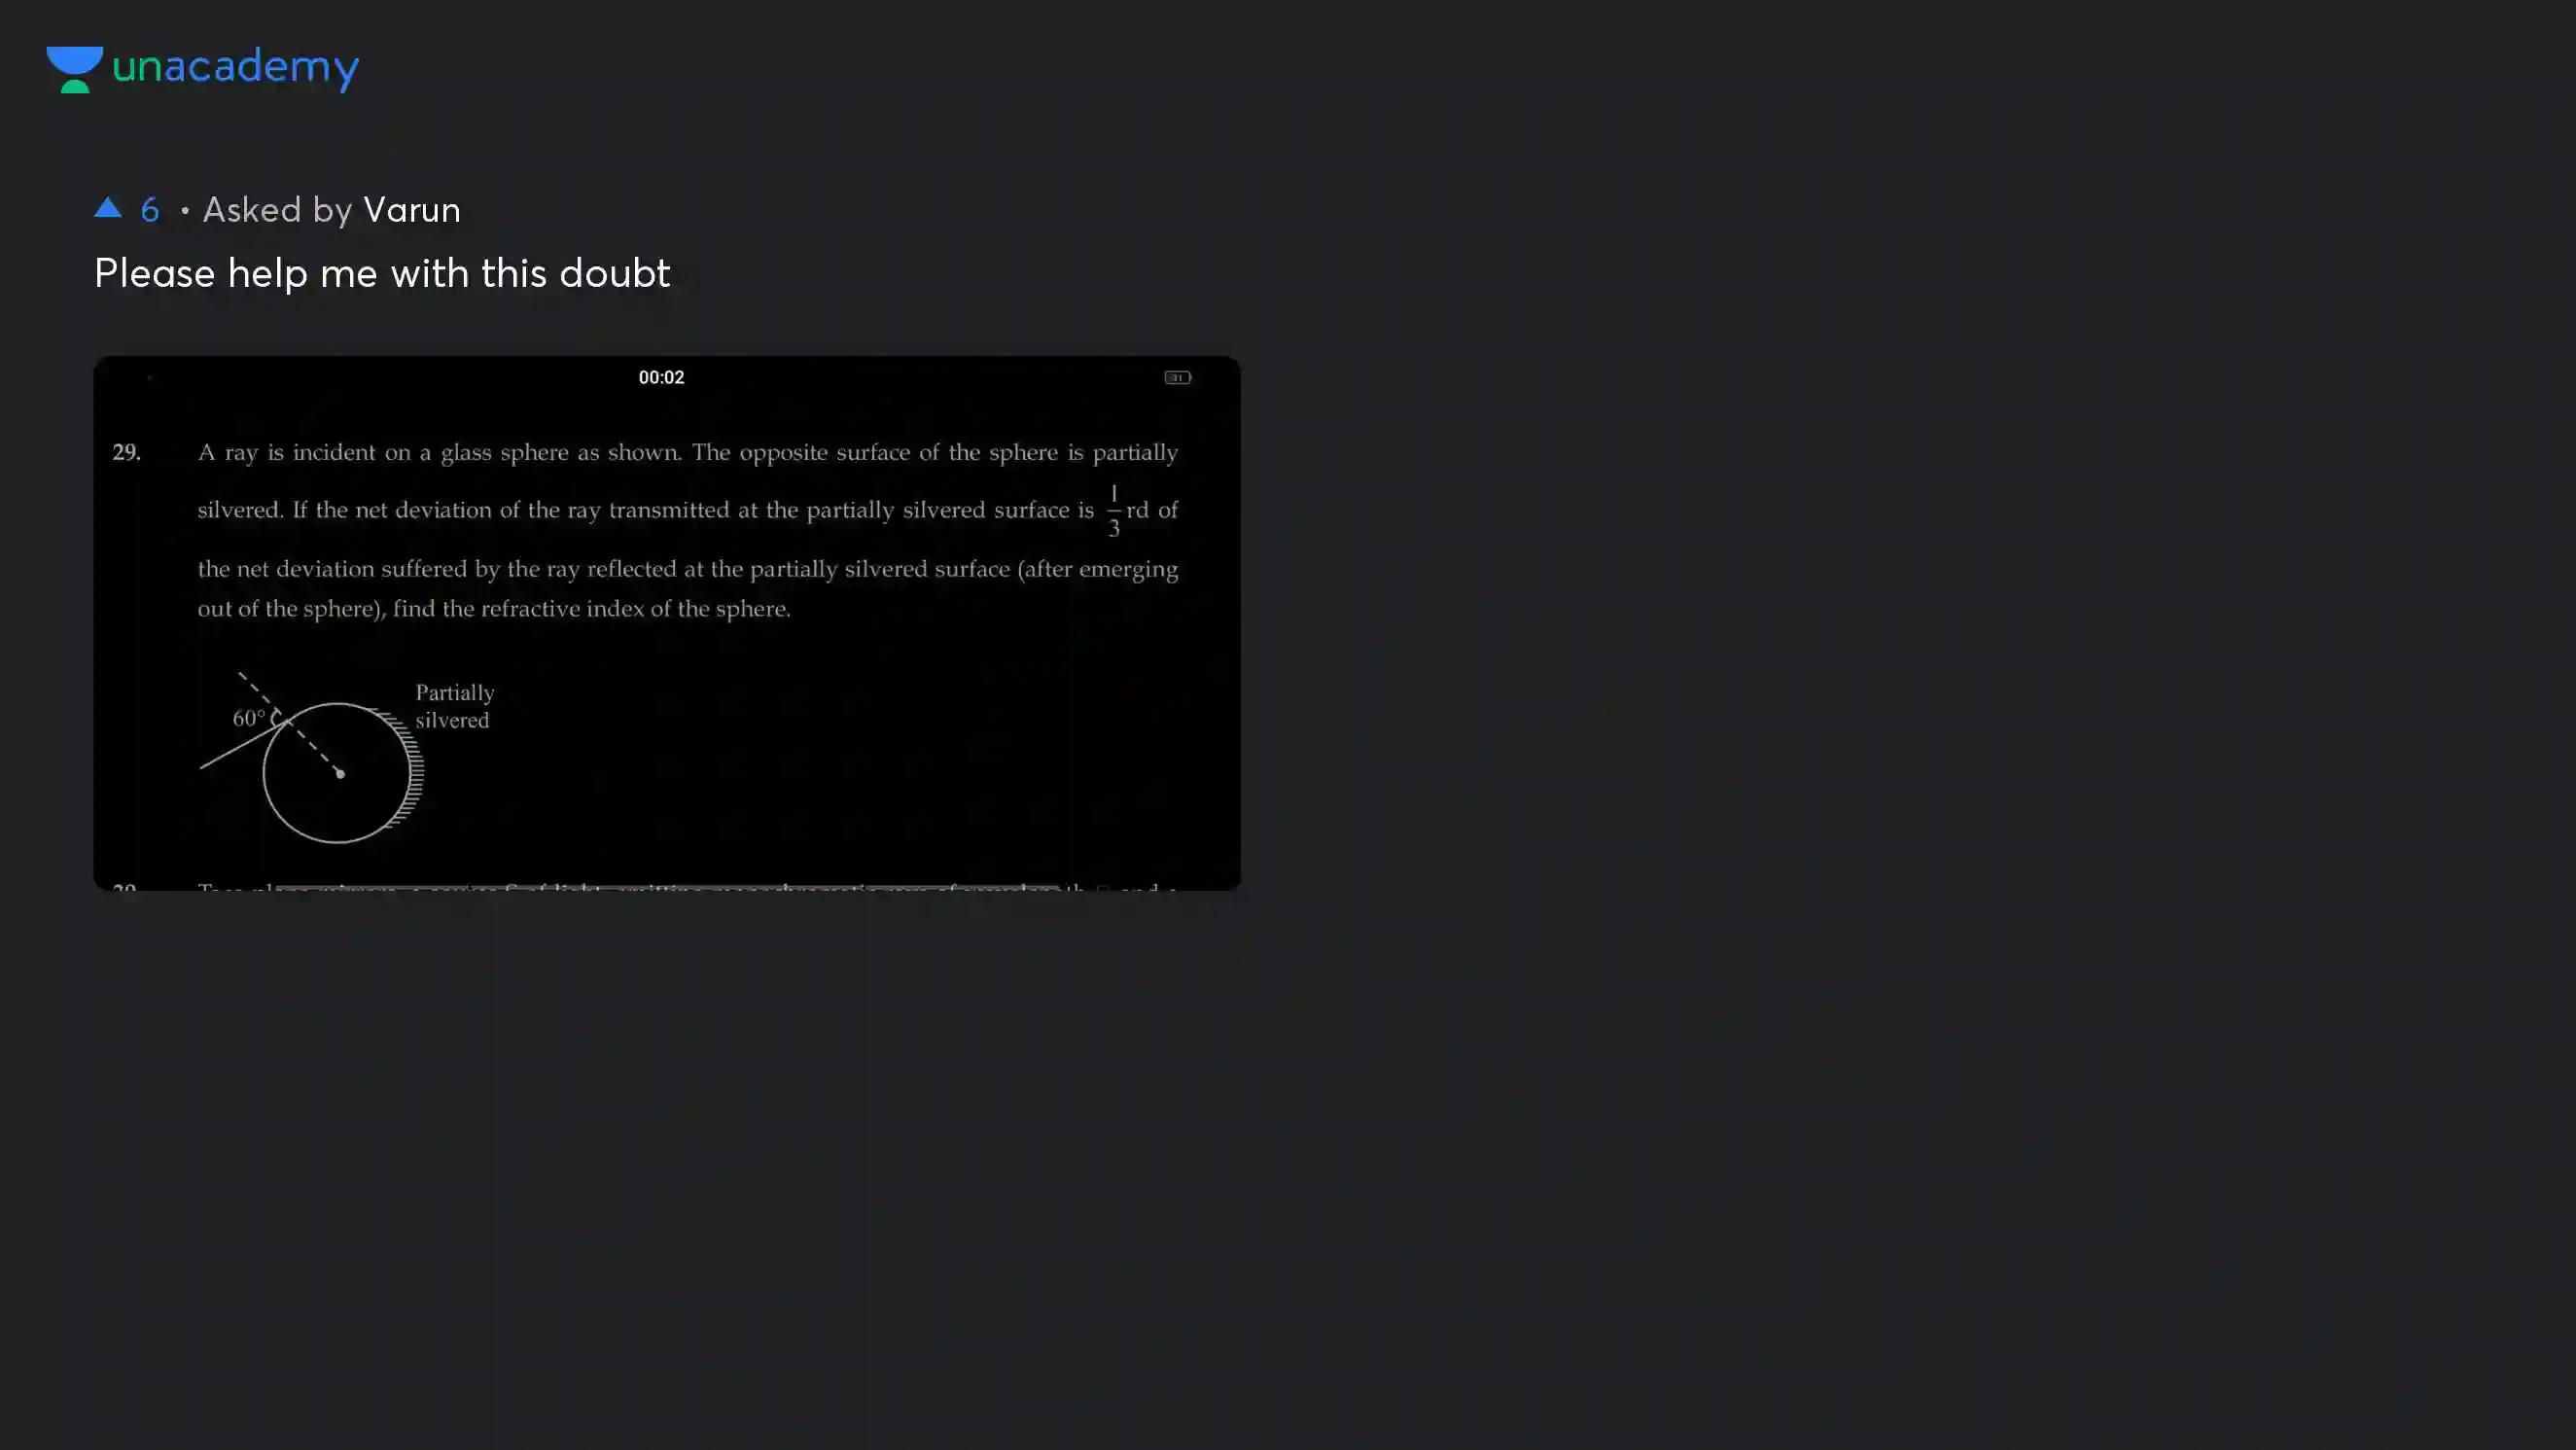 unacademy
6 • Asked by Varun
Please help me with this doubt
00:02
29. A ray is incident on a glass sphere as shown. The opposite surface of the sphere is partially
silvered. If the net deviation of the ray transmitted at the partially silvered surface is 1/3 rd of
the net deviation suffered by the ray reflected at the partially silvered surface (after emerging
out of the sphere), find the refractive index of the sphere.
Partially
silvered
60°